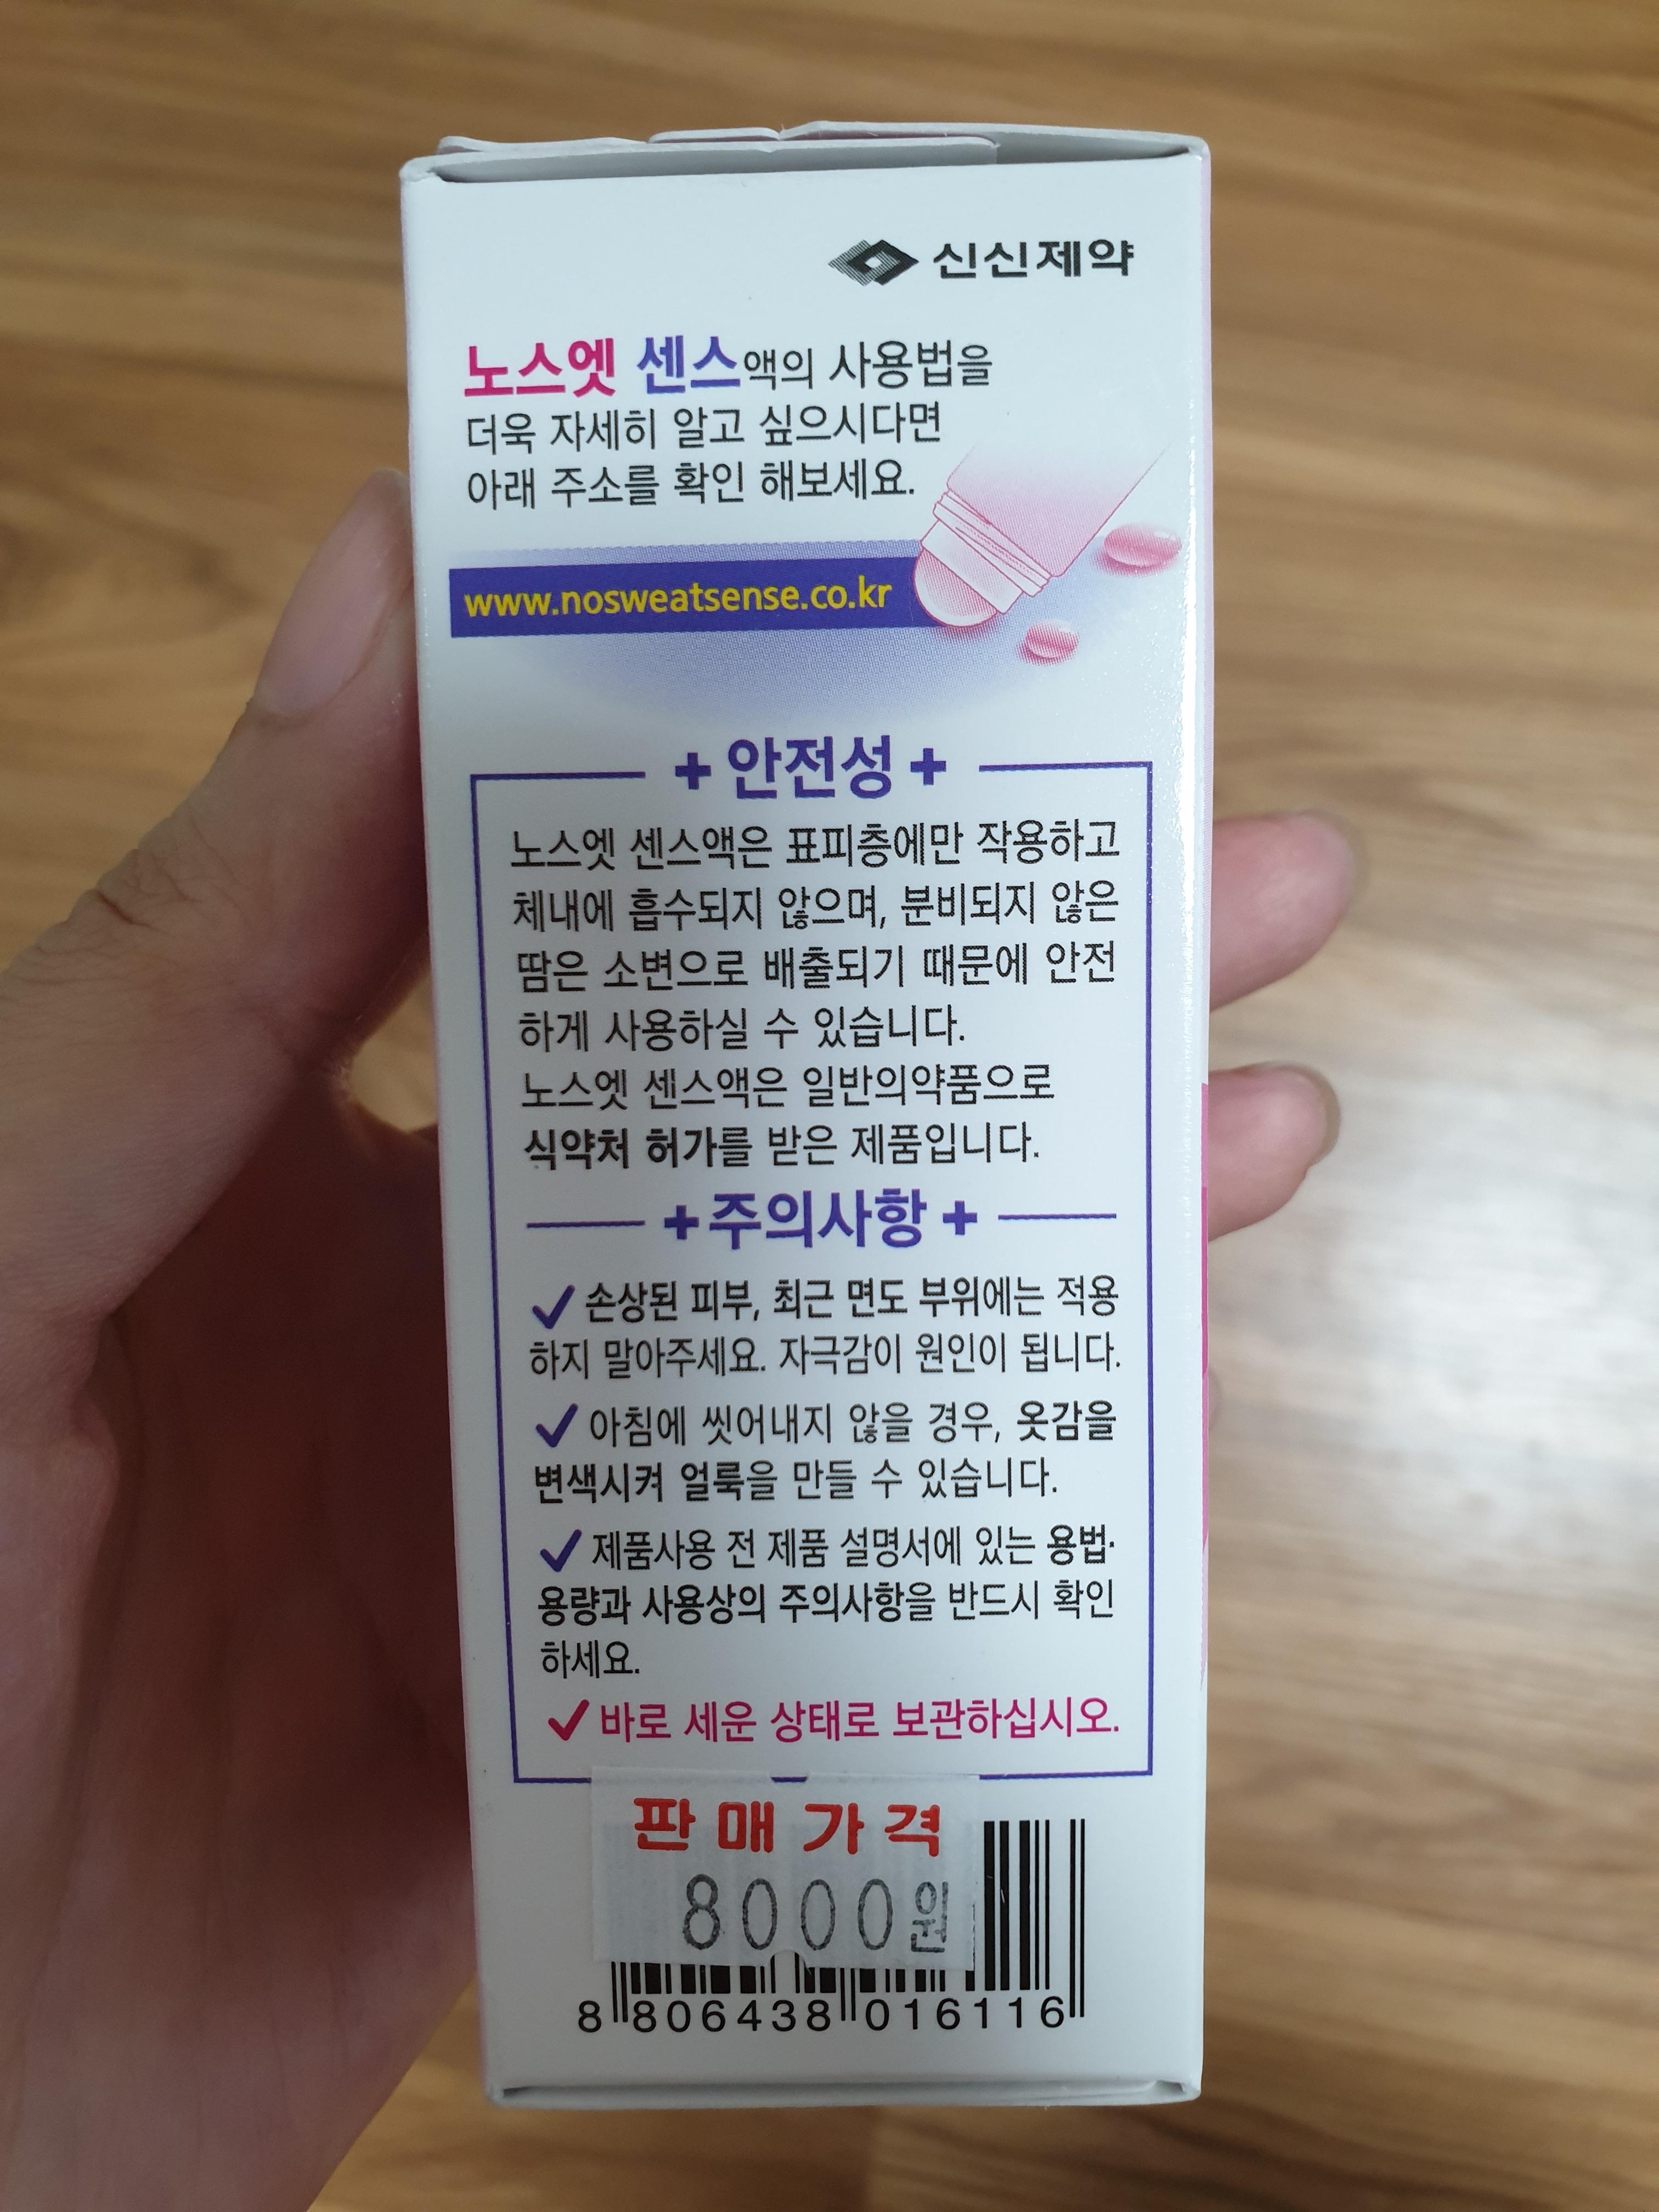 신신제약
노스엣 센스액의 사용법을
더욱 자세히 알고 싶으시다면
아래 주소를 확인 해보세요.
www.nosweatsense.co.kr
+ 안전성 +
노스엣 센스액은 표피층에만 작용하고
체내에 흡수되지 않으며, 분비되지 않은
땀은 소변으로 배출되기 때문에 안전
하게 사용하실 수 있습니다.
노스엣 센스액은 일반의약품으로
식약처 허가를 받은 제품입니다.
+ 주의사항 +
✓ 손상된 피부, 최근 면도 부위에는 적용
하지 말아주세요. 자극감이 원인이 됩니다.
✓ 아침에 씻어내지 않을 경우, 옷감을
변색시켜 얼룩을 만들 수 있습니다.
✓ 제품사용 전 제품 설명서에 있는 용법·
용량과 사용상의 주의사항을 반드시 확인
하세요.
✓ 바로 세운 상태로 보관하십시오.
판매가격
8000원
8 806438 016116